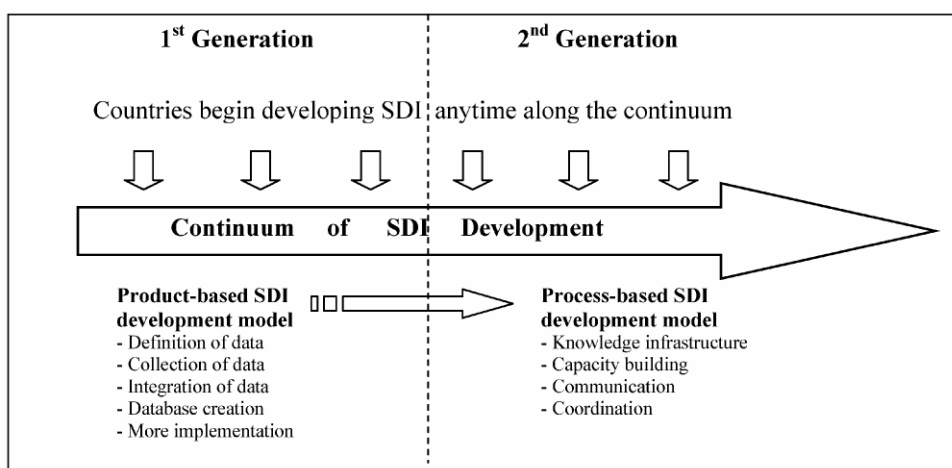 1st Generation
2nd Generation
Countries begin developing SDI anytime along the continuum
Continuum of SDI Development
Product-based SDI
development model
- Definition of data
- Collection of data
- Integration of data
- Database creation
- More implementation
Process-based SDI
development model
- Knowledge infrastructure
- Capacity building
- Communication
- Coordination